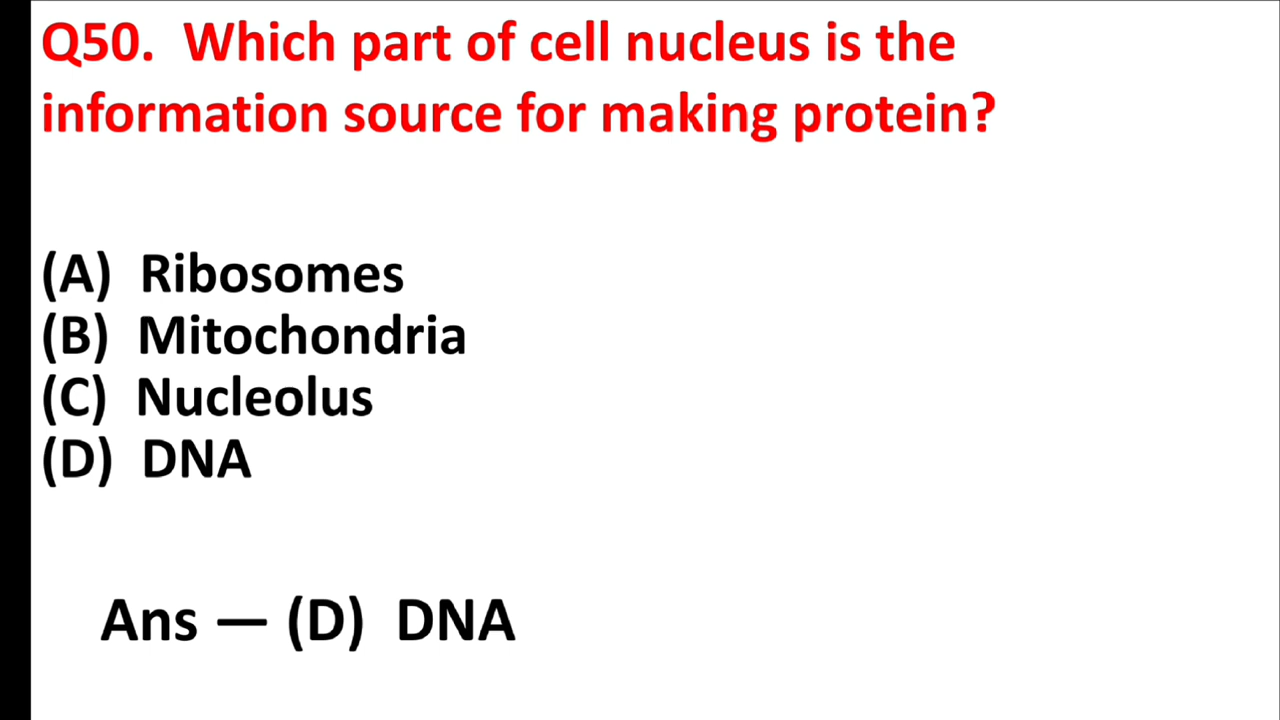 Q50. Which part of cell nucleus is the
information source for making protein?
(A) Ribosomes
(B) Mitochondria
(C) Nucleolus
(D) DNA
Ans — (D) DNA